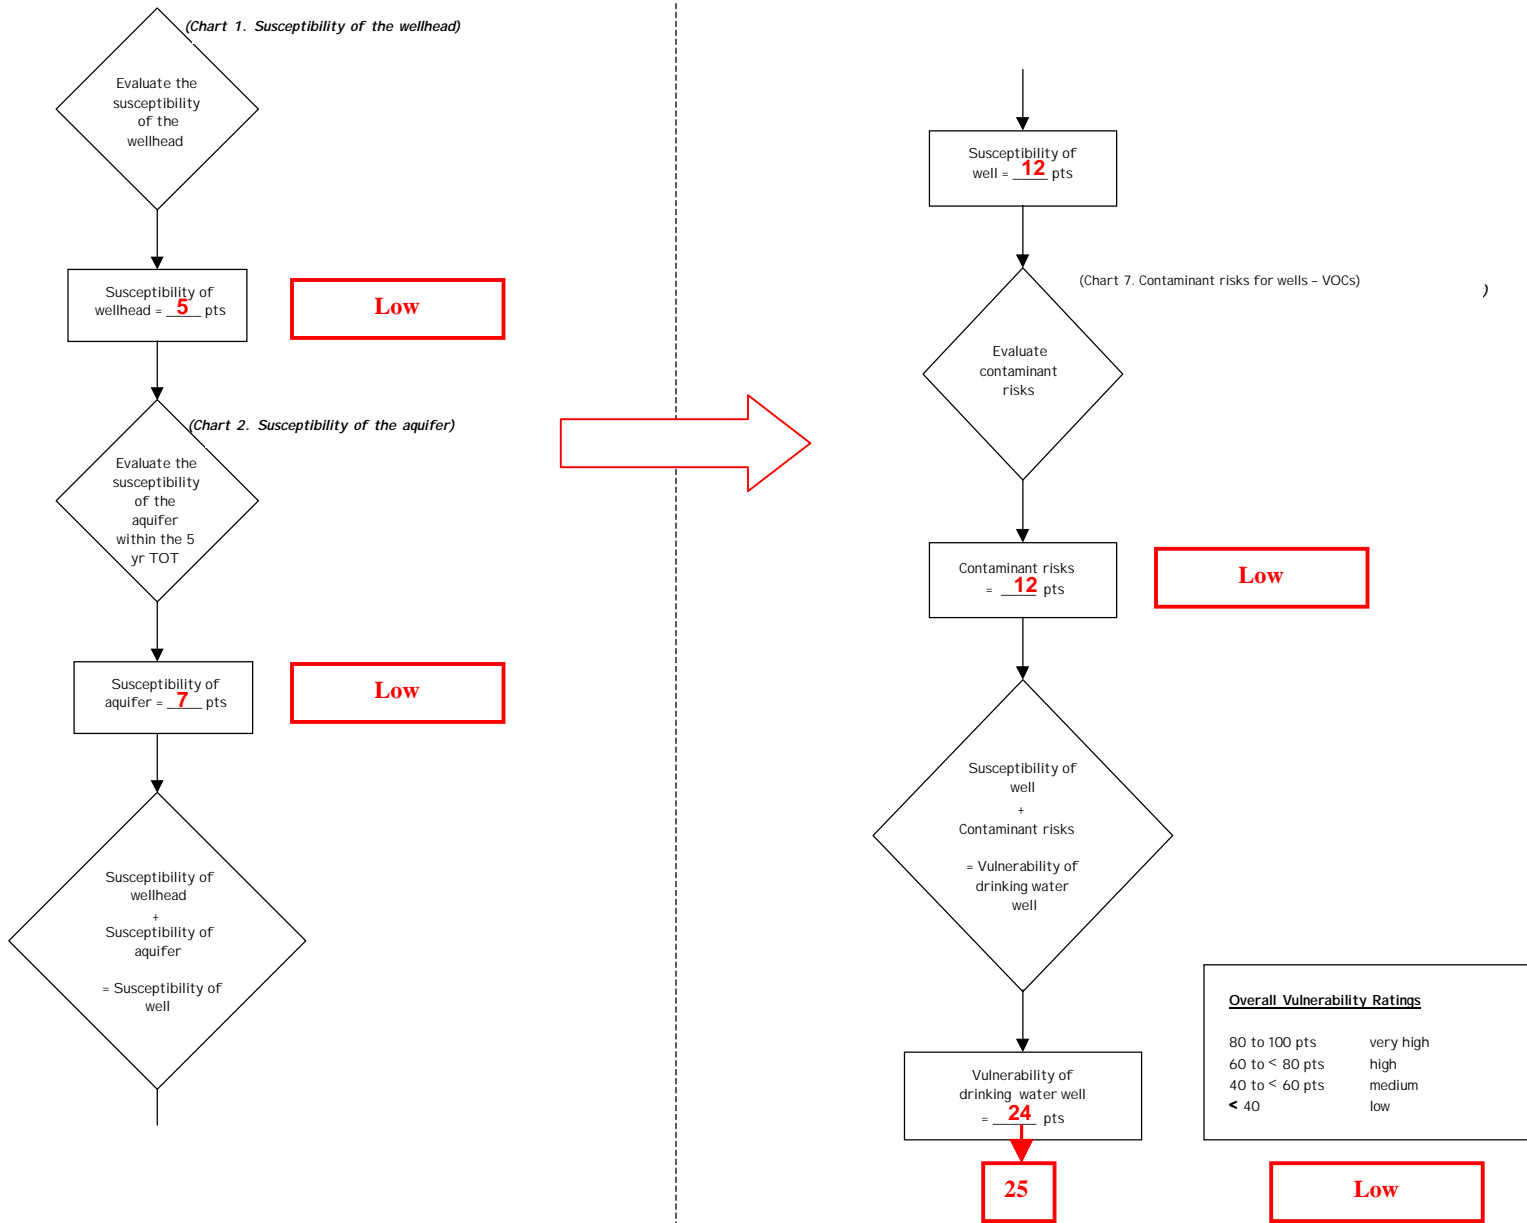 (Chart 1. Susceptibility of the wellhead)
Evaluate the
susceptibility
of the
wellhead
Susceptibility of
wellhead = 5 pts
Low
(Chart 2. Susceptibility of the aquifer)
Evaluate the
susceptibility
of the
aquifer
within the 5
yr TOT
Susceptibility of
aquifer = 7 pts
Low
Susceptibility of
wellhead
+
Susceptibility of
aquifer
= Susceptibility of
well
Susceptibility of
well = 12 pts
(Chart 7. Contaminant risks for wells – VOCs)
)
Evaluate
contaminant
risks
Contaminant risks
= 12 pts
Low
Susceptibility of
well
+
Contaminant risks
= Vulnerability of
drinking water
well
Vulnerability of
drinking water well
= 24 pts
25
Overall Vulnerability Ratings
80 to 100 pts very high
60 to < 80 pts high
40 to < 60 pts medium
< 40 low
Low